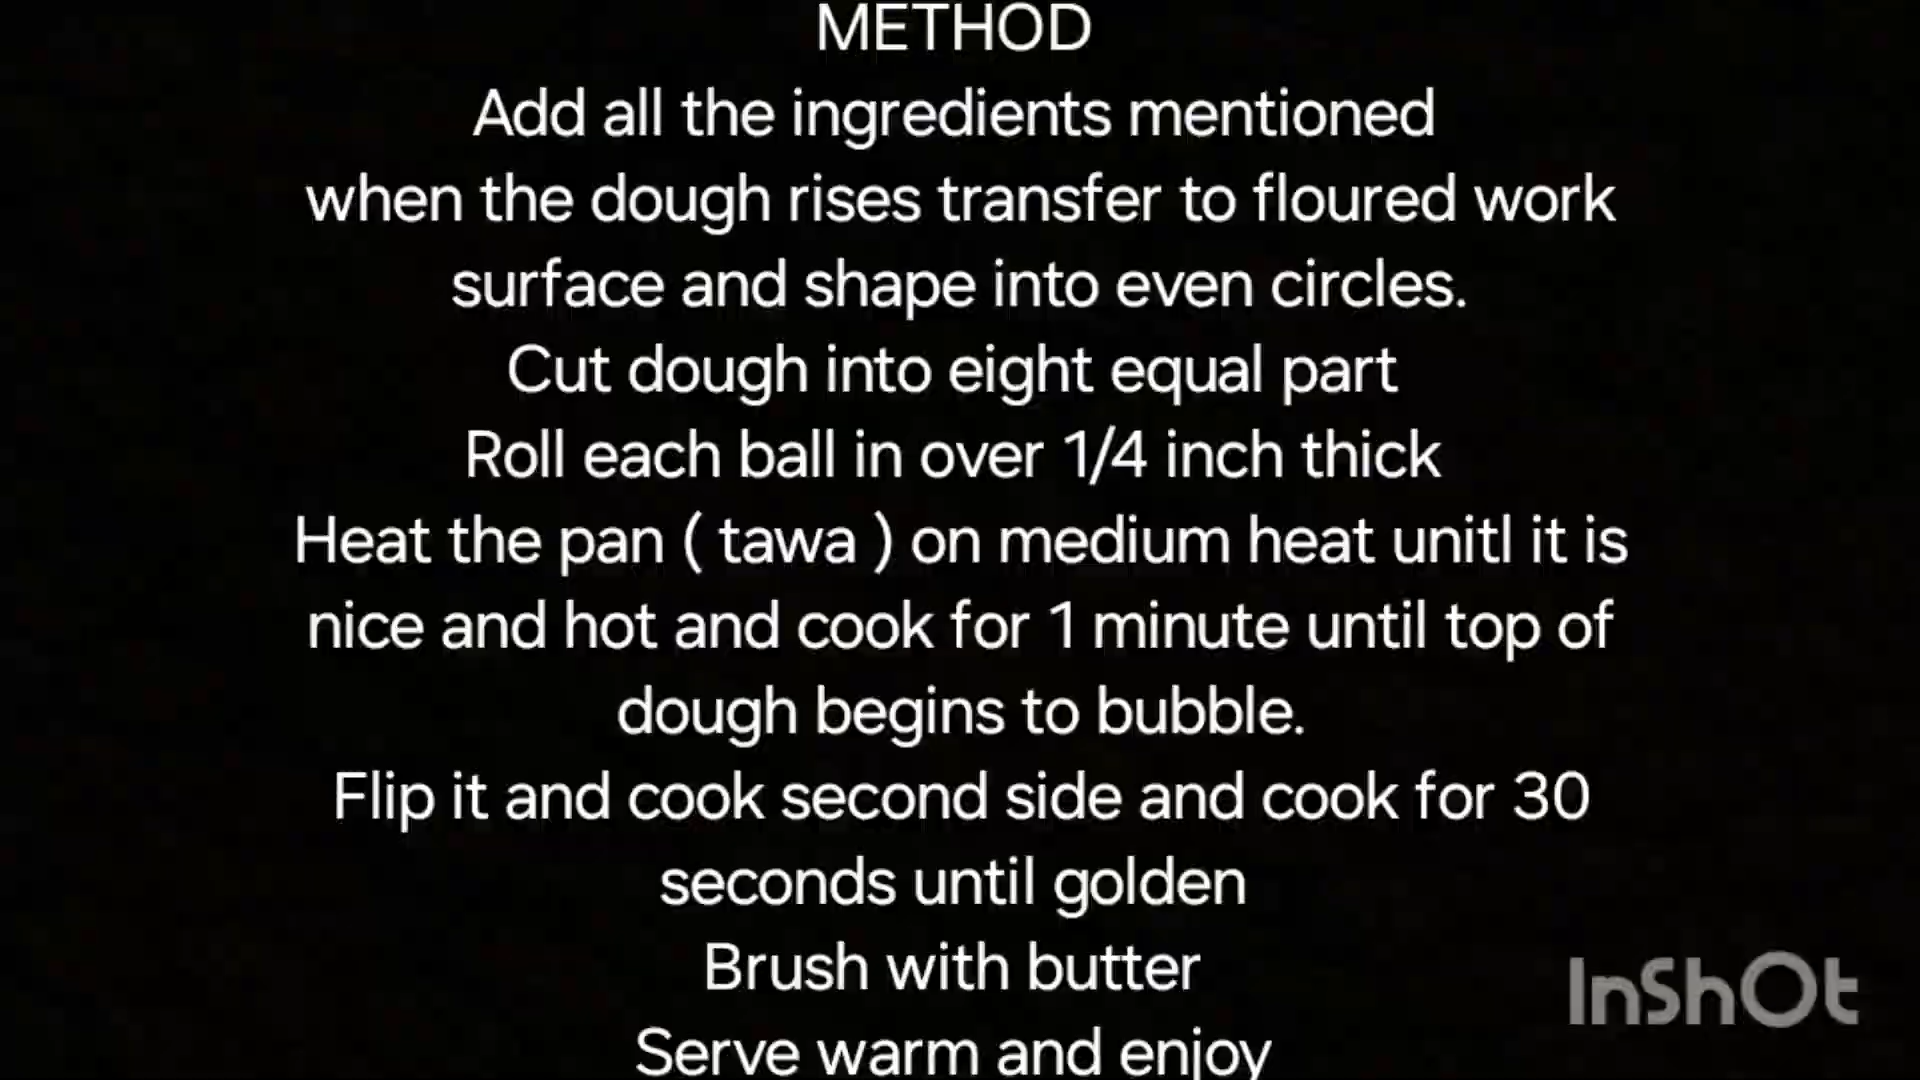 METHOD
Add all the ingredients mentioned
when the dough rises transfer to floured work
surface and shape into even circles.
Cut dough into eight equal part
Roll each ball in over 1/4 inch thick
Heat the pan ( tawa ) on medium heat unitl it is
nice and hot and cook for 1 minute until top of
dough begins to bubble.
Flip it and cook second side and cook for 30
seconds until golden
Brush with butter
Serve warm and enjoy
InShOt